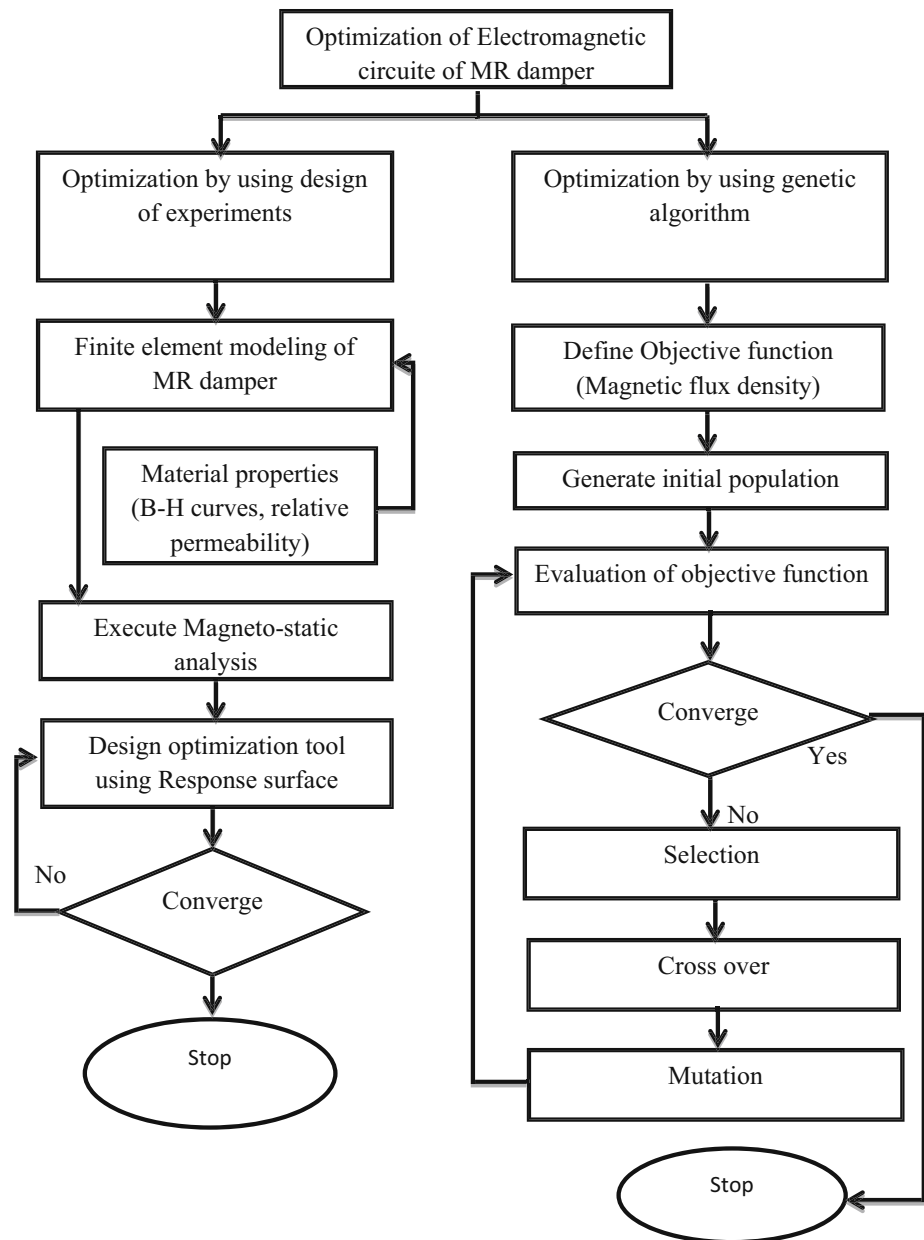 Optimization of Electromagnetic
circuite of MR damper
Optimization by using design
of experiments
Finite element modeling of
MR damper
Material properties
(B-H curves, relative
permeability)
Execute Magneto-static
analysis
Design optimization tool
using Response surface
No
Converge
Stop
Optimization by using genetic
algorithm
Define Objective function
(Magnetic flux density)
Generate initial population
Evaluation of objective function
Converge
Yes
No
Selection
Cross over
Mutation
Stop